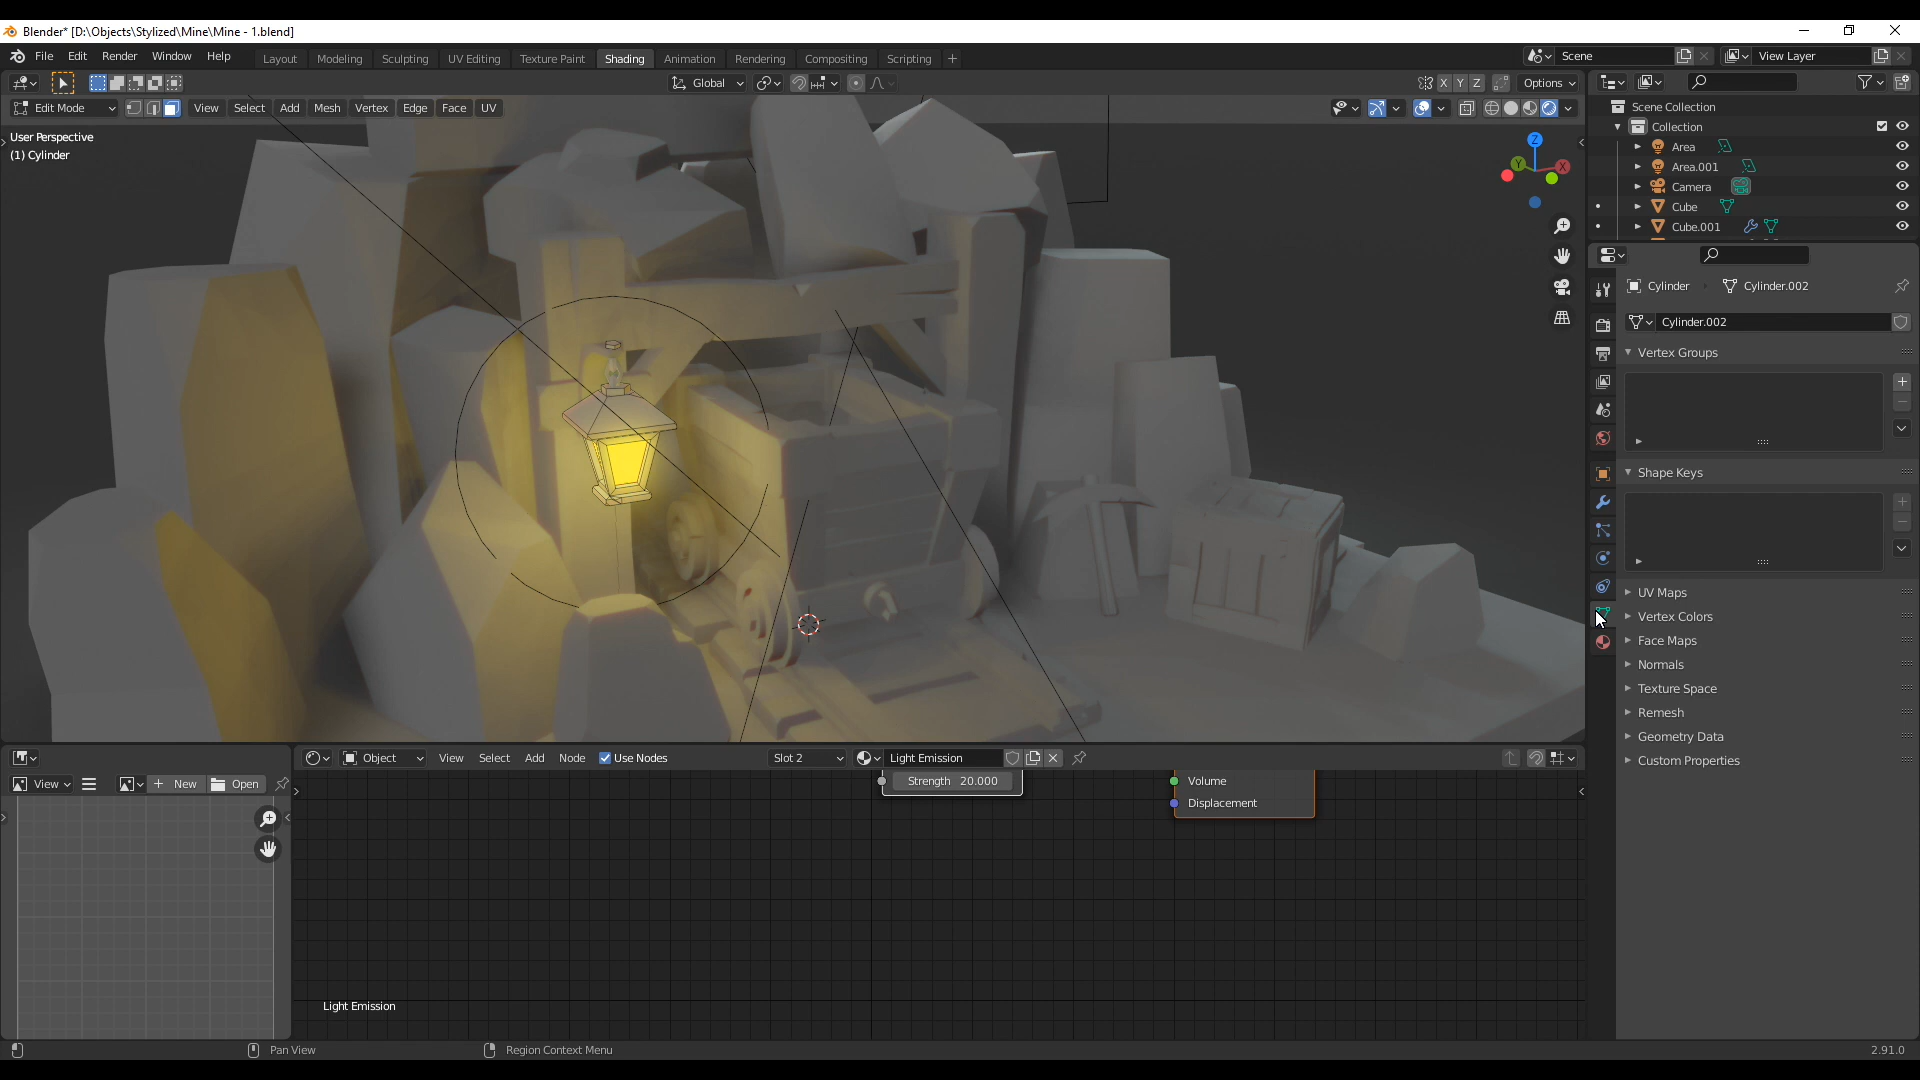 Blender* [D:\Objects\Stylized\Mine\Mine - 1.blend]
File Edit Render Window Help
Layout Modeling Sculpting UV Editing Texture Paint Shading Animation Rendering Compositing Scripting +
Scene
View Layer
Global
X Y Z
Options
Edit Mode
View Select Add Mesh Vertex Edge Face UV
User Perspective
(1) Cylinder
Z
Y
X
Scene Collection
Collection
Area
Area.001
Camera
Cube
Cube.001
Cylinder
Cylinder.002
Cylinder.002
Vertex Groups
Shape Keys
UV Maps
Vertex Colors
Face Maps
Normals
Texture Space
Remesh
Geometry Data
Custom Properties
Object
View Select Add Node Use Nodes
Slot 2
Light Emission
View
New
Open
Strength 20.000
Volume
Displacement
Light Emission
Pan View
Region Context Menu
2.91.0